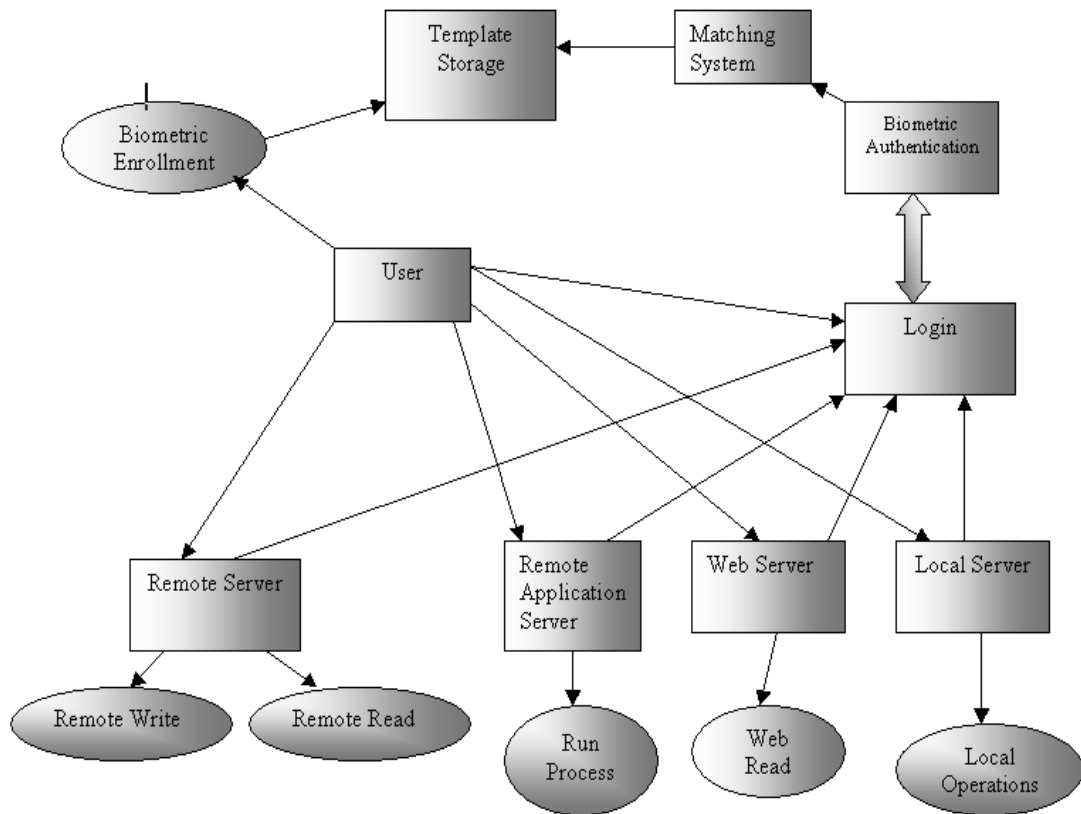 Template
Storage
Matching
System
Biometric
Enrollment
Biometric
Authentication
User
Login
Remote Server
Remote
Application
Server
Web Server
Local Server
Remote Write
Remote Read
Run
Process
Web
Read
Local
Operations